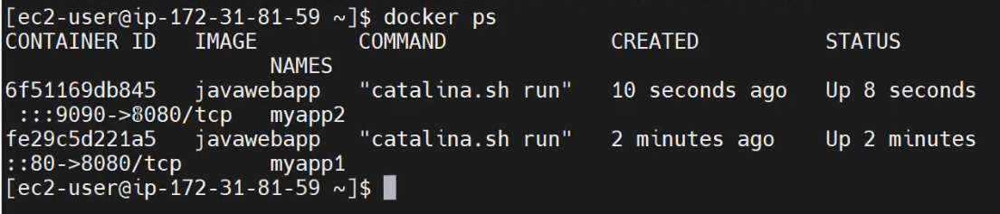 [ec2-user@ip-172-31-81-59 ~]$ docker ps
CONTAINER ID   IMAGE        COMMAND             CREATED          STATUS
                     NAMES
6f51169db845   javawebapp   "catalina.sh run"   10 seconds ago   Up 8 seconds
 :::9090->8080/tcp   myapp2
fe29c5d221a5   javawebapp   "catalina.sh run"   2 minutes ago    Up 2 minutes
::80->8080/tcp       myapp1
[ec2-user@ip-172-31-81-59 ~]$